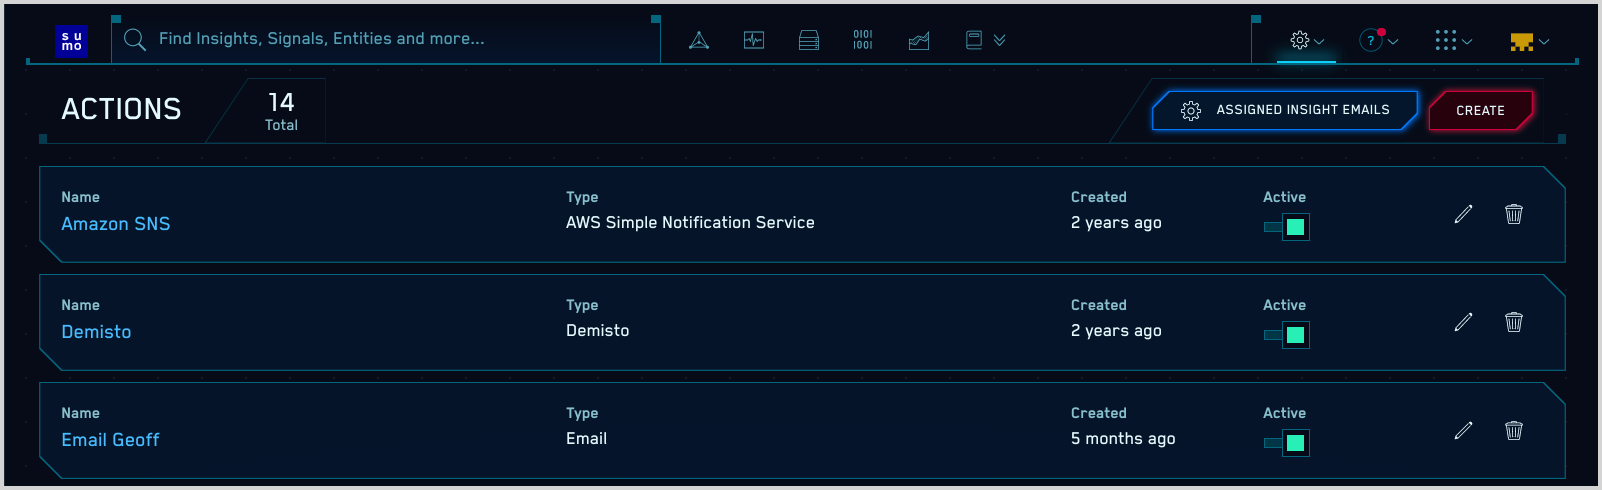 su
mo
Find Insights, Signals, Entities and more...
0101
1001
?
ACTIONS
14
Total
ASSIGNED INSIGHT EMAILS
CREATE
Name Type Created Active
Amazon SNS AWS Simple Notification Service 2 years ago
Name Type Created Active
Demisto Demisto 2 years ago
Name Type Created Active
Email Geoff Email 5 months ago